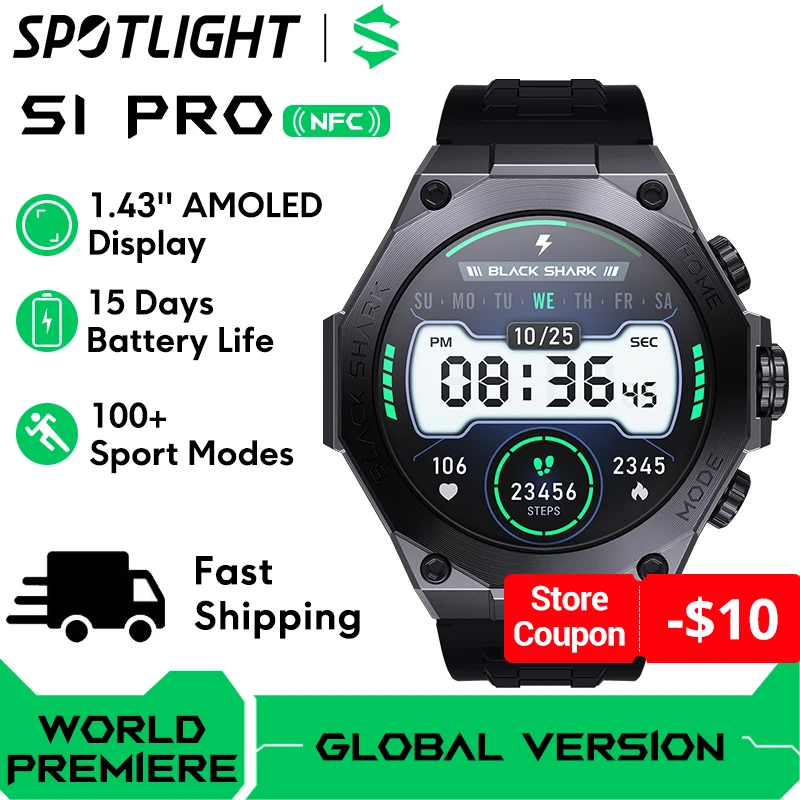 SPOTLIGHT
S1 PRO ((NFC))
1.43'' AMOLED
Display
15 Days
Battery Life
100+
Sport Modes
Fast
Shipping
BLACK SHARK
SU MO TU WE TH FR SA
10/25
PM SEC
08:36 45
106 2345
23456
STEPS
BLACK SHARK
HOME
MODE
Store
Coupon
-$10
WORLD
PREMIERE
GLOBAL VERSION